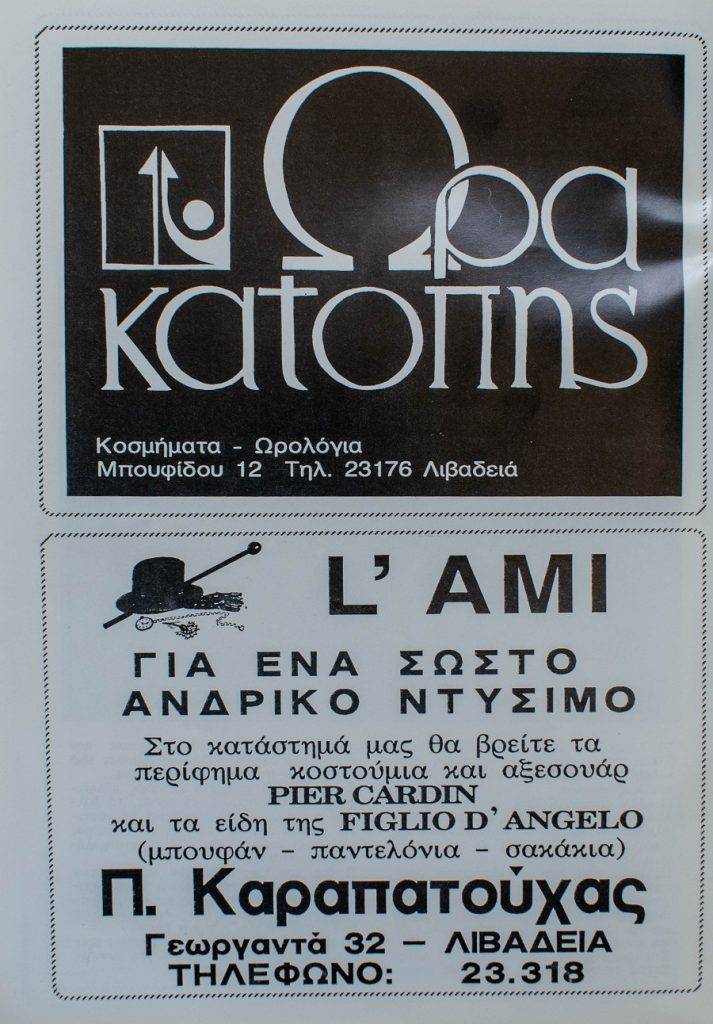 Ωρα
κατοπης
Κοσμήματα - Ωρολόγια
Μπουφίδου 12 Τηλ. 23176 Λιβαδειά
L' AMI
ΓΙΑ ΕΝΑ ΣΩΣΤΟ
ΑΝΔΡΙΚΟ ΝΤΥΣΙΜΟ
Στο κατάστημά μας θα βρείτε τα
περίφημα κοστούμια και αξεσουάρ
PIER CARDIN
και τα είδη της FIGLIO D' ANGELO
(μπουφάν - παντελόνια - σακάκια)
Π. Καραπατούχας
Γεωργαντά 32 — ΛΙΒΑΔΕΙΑ
ΤΗΛΕΦΩΝΟ: 23.318